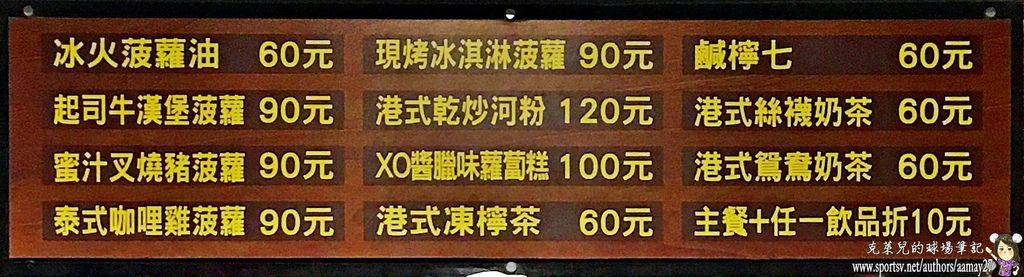 冰火菠蘿油 60元
起司牛漢堡菠蘿 90元
蜜汁叉燒豬菠蘿 90元
泰式咖哩雞菠蘿 90元
現烤冰淇淋菠蘿 90元
港式乾炒河粉 120元
XO醬臘味蘿蔔糕 100元
港式凍檸茶 60元
鹹檸七 60元
港式絲襪奶茶 60元
港式鴛鴦奶茶 60元
主餐+任一飲品折10元
克萊兒的球場筆記
www.sportsv.net/authors/aamay27